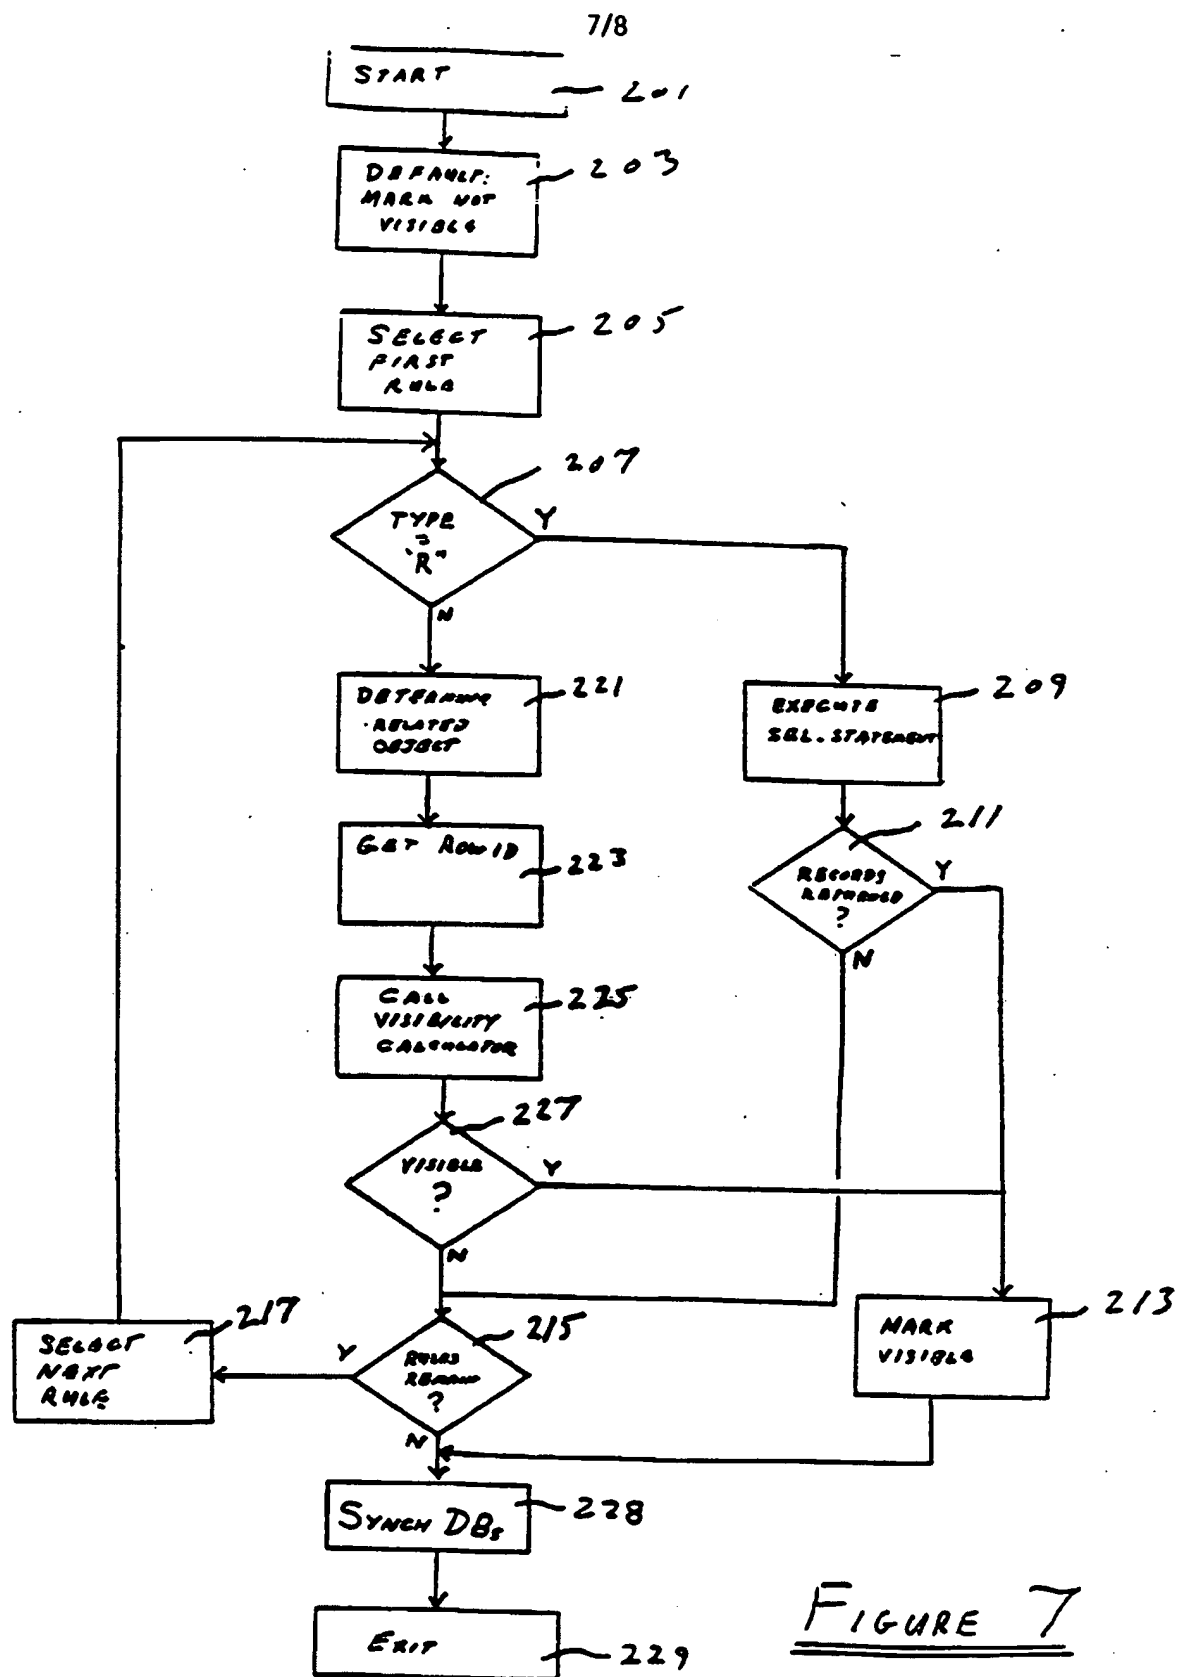 7/8
START
201
DEFAULT:
MARK NOT
VISIBLE
203
SELECT
FIRST
RULE
205
207
TYPE
=
"R"
Y
N
DETERMINE
RELATED
OBJECT
221
EXECUTE
SEL. STATEMENT
209
GET ROW ID
223
211
RECORDS
RETURNED
?
Y
N
CALL
VISIBILITY
CALCULATOR
225
227
VISIBLE
?
Y
N
SELECT
NEXT
RULE
217
215
RULES
REMAIN
?
Y
N
MARK
VISIBLE
213
SYNCH DBs
228
EXIT
229
FIGURE 7